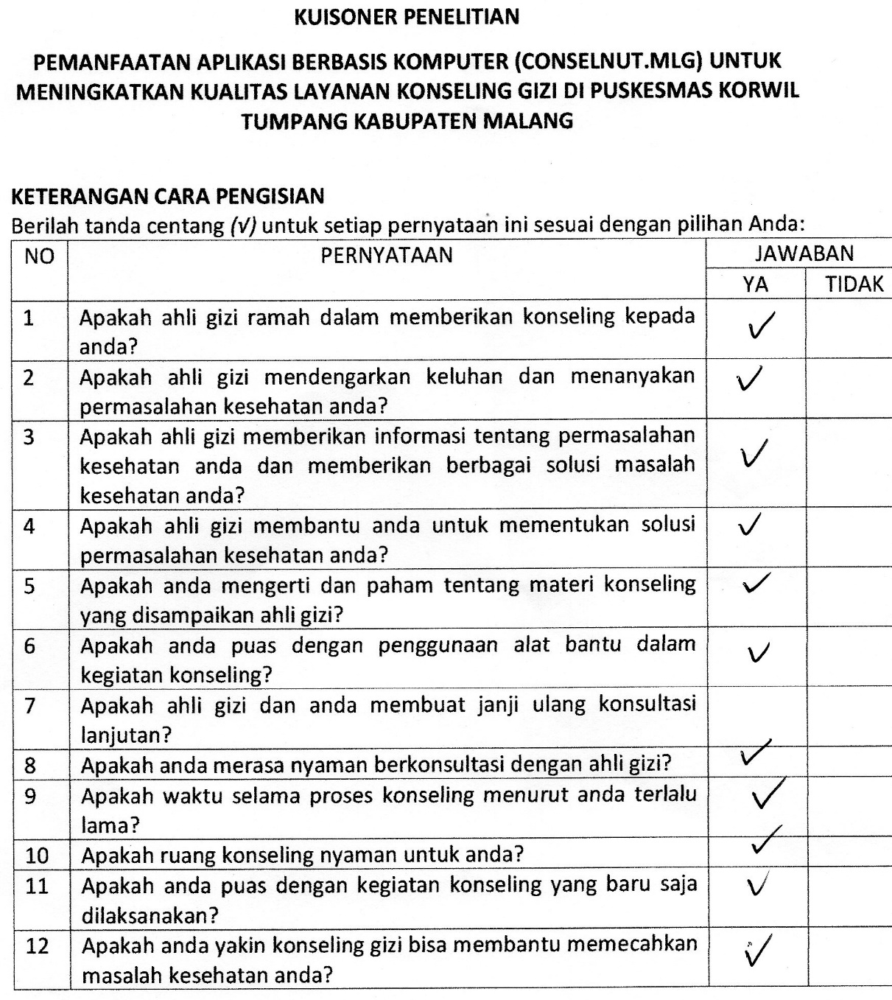 KUISONER PENELITIAN
PEMANFAATAN APLIKASI BERBASIS KOMPUTER (CONSELNUT.MLG) UNTUK
MENINGKATKAN KUALITAS LAYANAN KONSELING GIZI DI PUSKESMAS KORWIL
TUMPANG KABUPATEN MALANG
KETERANGAN CARA PENGISIAN
Berilah tanda centang (√) untuk setiap pernyataan ini sesuai dengan pilihan Anda:
NO PERNYATAAN JAWABAN
YA TIDAK
1 Apakah ahli gizi ramah dalam memberikan konseling kepada ✓
anda?
2 Apakah ahli gizi mendengarkan keluhan dan menanyakan ✓
permasalahan kesehatan anda?
3 Apakah ahli gizi memberikan informasi tentang permasalahan
kesehatan anda dan memberikan berbagai solusi masalah ✓
kesehatan anda?
4 Apakah ahli gizi membantu anda untuk mementukan solusi ✓
permasalahan kesehatan anda?
5 Apakah anda mengerti dan paham tentang materi konseling ✓
yang disampaikan ahli gizi?
6 Apakah anda puas dengan penggunaan alat bantu dalam ✓
kegiatan konseling?
7 Apakah ahli gizi dan anda membuat janji ulang konsultasi
lanjutan?
8 Apakah anda merasa nyaman berkonsultasi dengan ahli gizi? ✓
9 Apakah waktu selama proses konseling menurut anda terlalu ✓
lama?
10 Apakah ruang konseling nyaman untuk anda? ✓
11 Apakah anda puas dengan kegiatan konseling yang baru saja ✓
dilaksanakan?
12 Apakah anda yakin konseling gizi bisa membantu memecahkan ✓
masalah kesehatan anda?